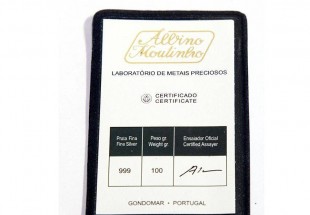 Albino
Moutinho
LABORATÓRIO DE METAIS PRECIOSOS
CERTIFICADO
CERTIFICATE
Prata Fina Peso gr Ensaiador Oficial
Fine Silver Weight gr Certified Assayer
999 100
GONDOMAR • PORTUGAL